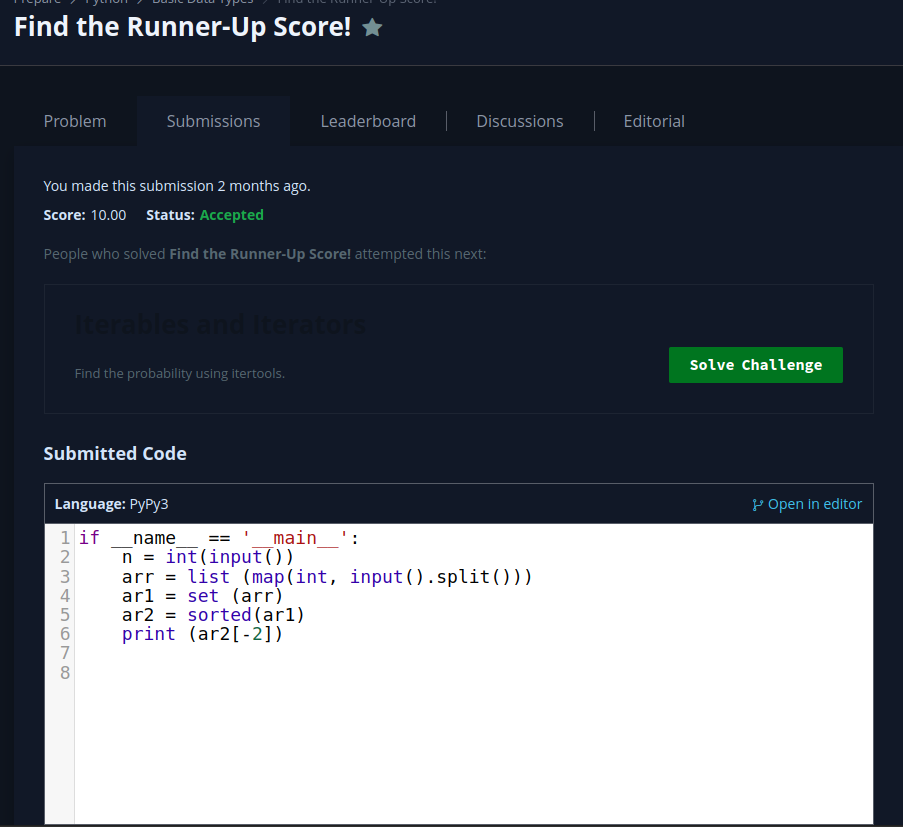 Prepare > Python > Basic Data Types > Find the Runner-Up Score!
Find the Runner-Up Score!
Problem
Submissions
Leaderboard
Discussions
Editorial
You made this submission 2 months ago.
Score: 10.00 Status: Accepted
People who solved Find the Runner-Up Score! attempted this next:
Iterables and Iterators
Find the probability using itertools.
Solve Challenge
Submitted Code
Language: PyPy3
Open in editor
1 if __name__ == '__main__':
2     n = int(input())
3     arr = list (map(int, input().split()))
4     ar1 = set (arr)
5     ar2 = sorted(ar1)
6     print (ar2[-2])
7
8